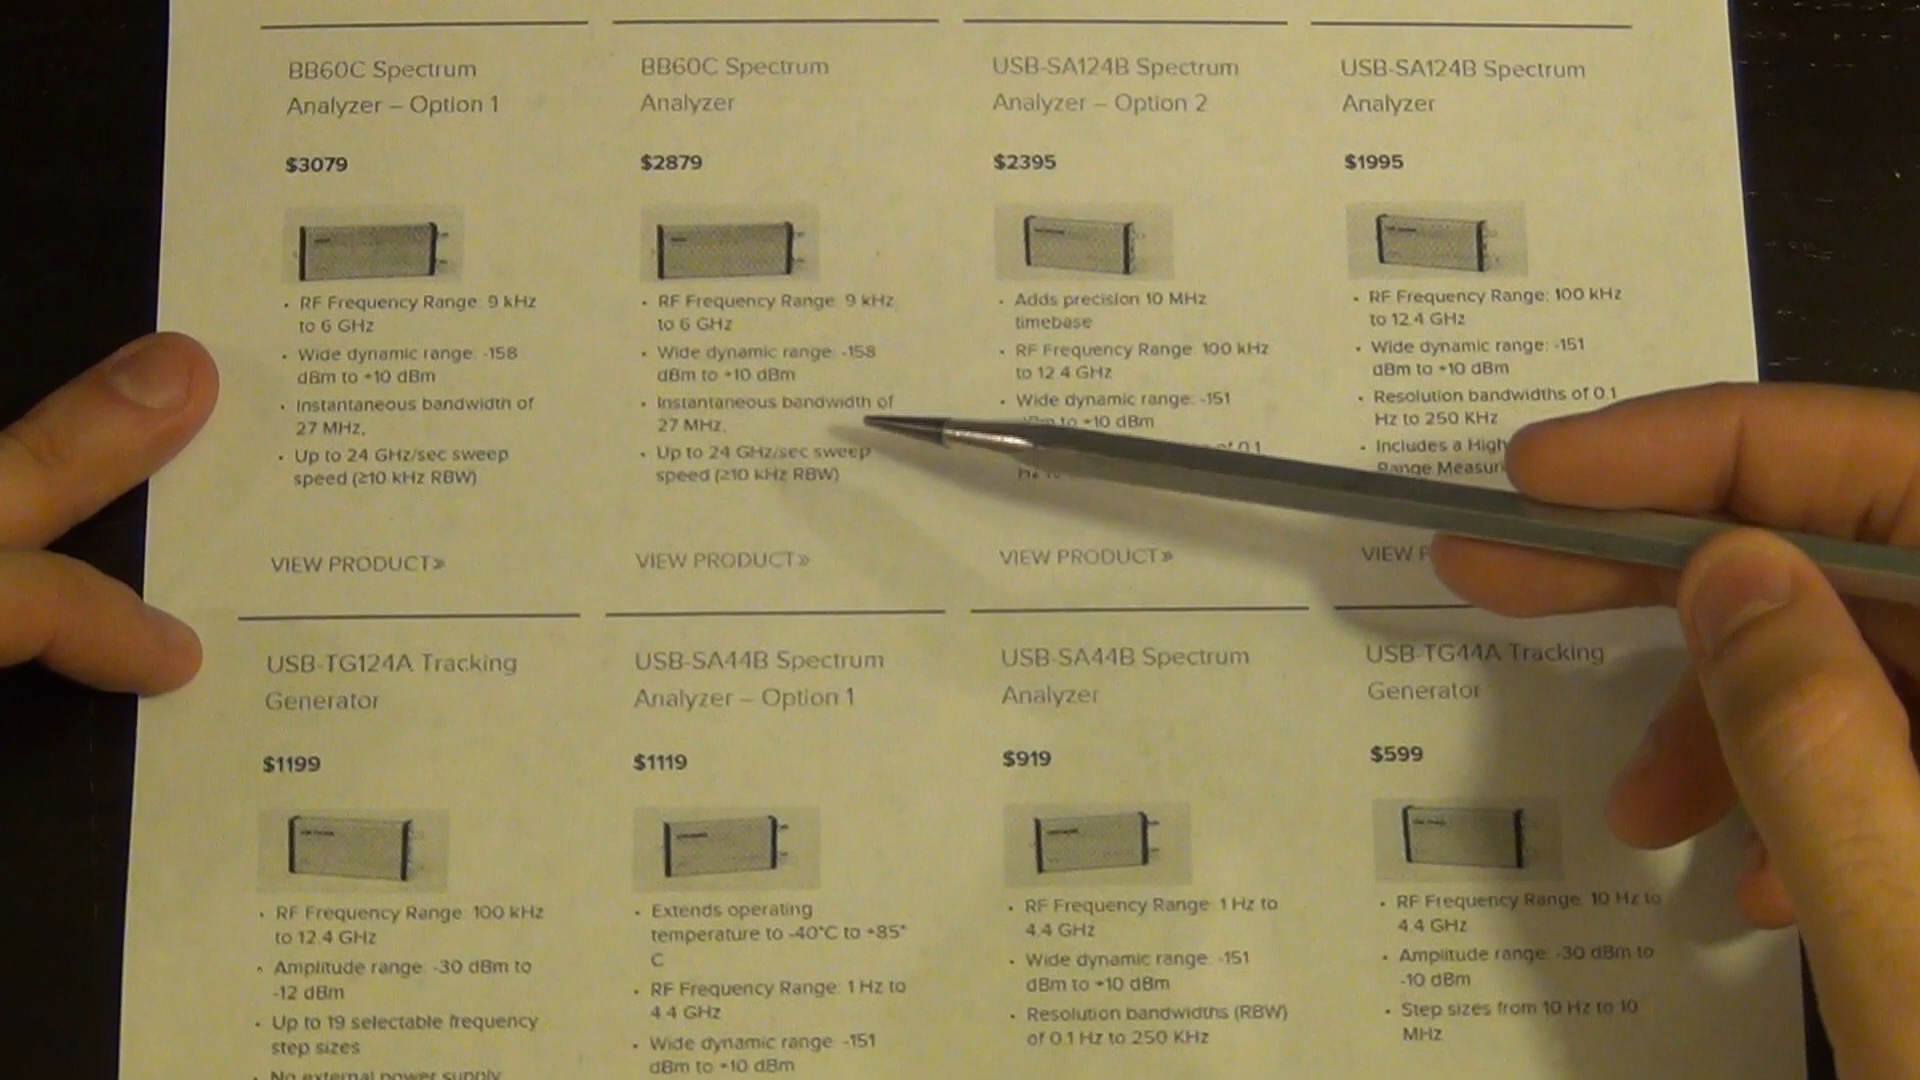 BB60C Spectrum
Analyzer – Option 1
$3079
• RF Frequency Range: 9 kHz
to 6 GHz
• Wide dynamic range: -158
dBm to +10 dBm
• Instantaneous bandwidth of
27 MHz.
• Up to 24 GHz/sec sweep
speed (≥10 kHz RBW)
VIEW PRODUCT»
BB60C Spectrum
Analyzer
$2879
• RF Frequency Range: 9 kHz
to 6 GHz
• Wide dynamic range: -158
dBm to +10 dBm
• Instantaneous bandwidth of
27 MHz.
• Up to 24 GHz/sec sweep
speed (≥10 kHz RBW)
VIEW PRODUCT»
USB-SA124B Spectrum
Analyzer – Option 2
$2395
• Adds precision 10 MHz
timebase
• RF Frequency Range: 100 kHz
to 12.4 GHz
• Wide dynamic range: -151
dBm to +10 dBm
of 0.1
Hz to
VIEW PRODUCT»
USB-SA124B Spectrum
Analyzer
$1995
• RF Frequency Range: 100 kHz
to 12.4 GHz
• Wide dynamic range: -151
dBm to +10 dBm
• Resolution bandwidths of 0.1
Hz to 250 KHz
• Includes a High
Range
VIEW
USB-TG124A Tracking
Generator
$1199
• RF Frequency Range: 100 kHz
to 12.4 GHz
• Amplitude range: -30 dBm to
-12 dBm
• Up to 19 selectable frequency
step sizes
• No external power supply
USB-SA44B Spectrum
Analyzer – Option 1
$1119
• Extends operating
temperature to -40°C to +85°
C
• RF Frequency Range: 1 Hz to
4.4 GHz
• Wide dynamic range: -151
dBm to +10 dBm
USB-SA44B Spectrum
Analyzer
$919
• RF Frequency Range: 1 Hz to
4.4 GHz
• Wide dynamic range: -151
dBm to +10 dBm
• Resolution bandwidths (RBW)
of 0.1 Hz to 250 KHz
USB-TG44A Tracking
Generator
$599
• RF Frequency Range: 10 Hz to
4.4 GHz
• Amplitude range: -30 dBm to
-10 dBm
• Step sizes from 10 Hz to 10
MHz